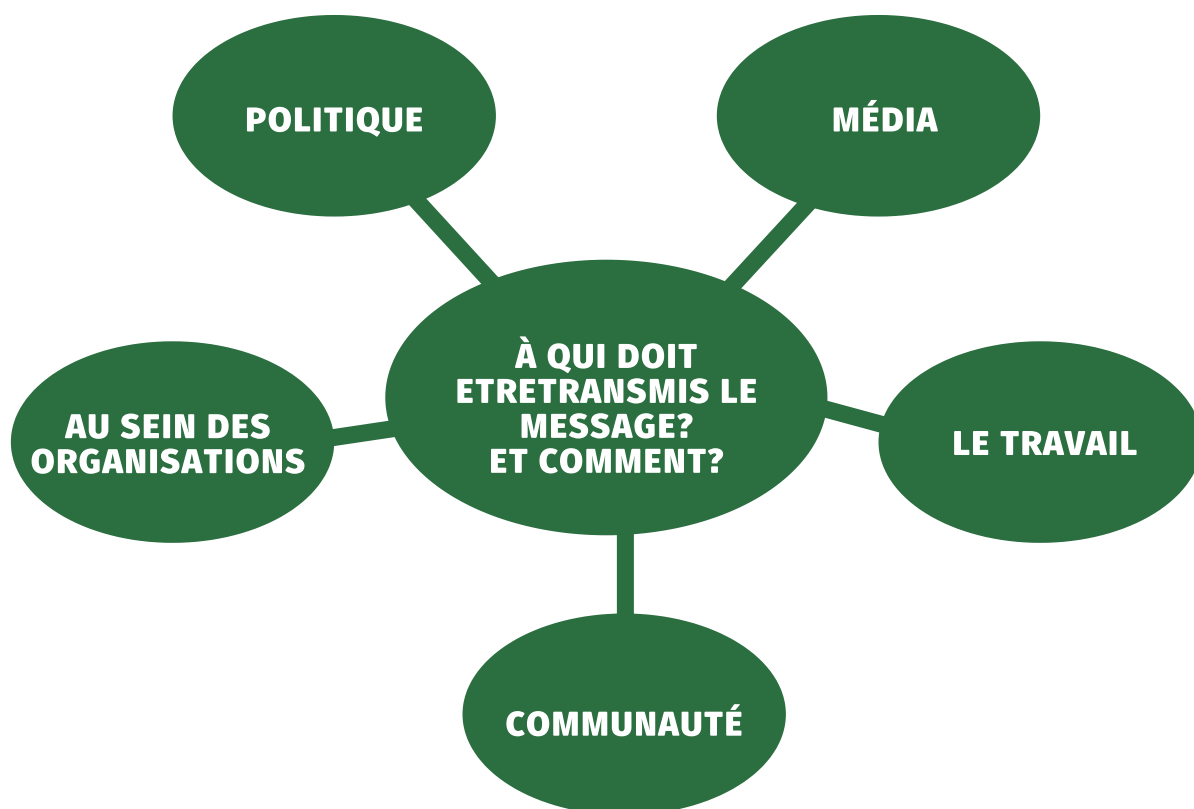 POLITIQUE
MÉDIA
À QUI DOIT
ETRETRANSMIS LE
MESSAGE?
ET COMMENT?
AU SEIN DES
ORGANISATIONS
LE TRAVAIL
COMMUNAUTÉ